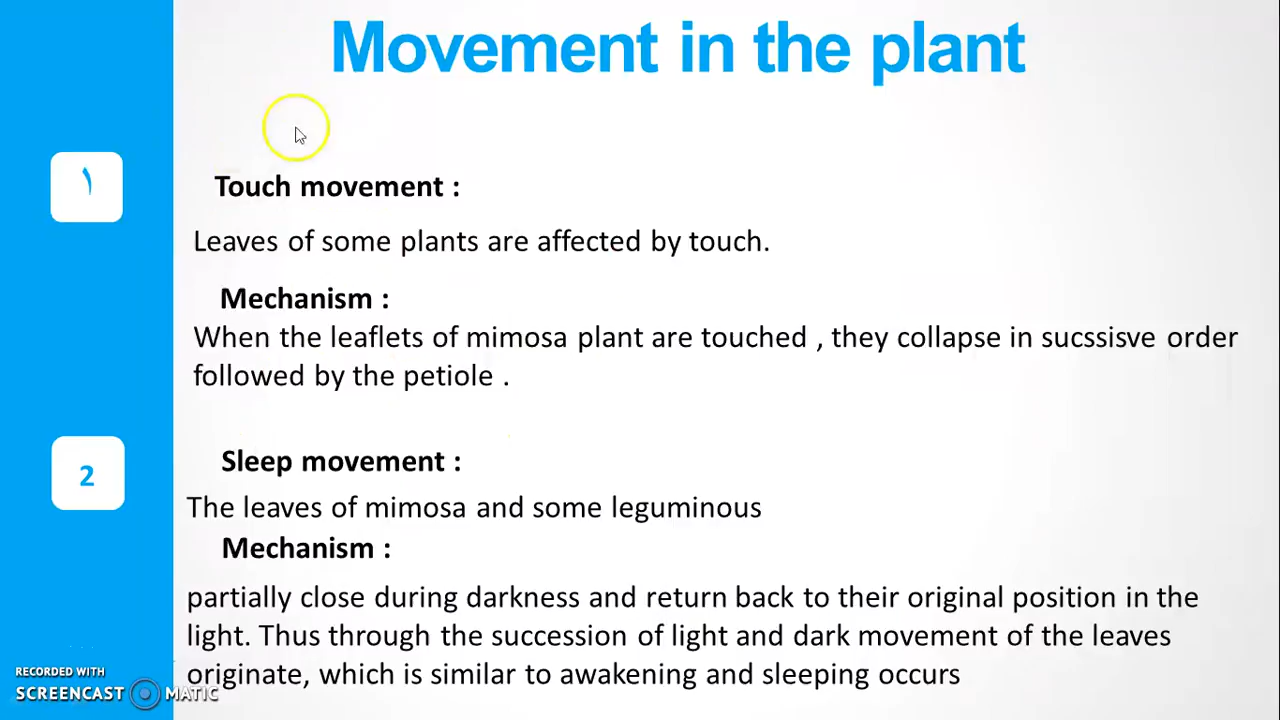 Movement in the plant
١
Touch movement :
Leaves of some plants are affected by touch.
Mechanism :
When the leaflets of mimosa plant are touched , they collapse in sucssisve order
followed by the petiole .
2
Sleep movement :
The leaves of mimosa and some leguminous
Mechanism :
partially close during darkness and return back to their original position in the
light. Thus through the succession of light and dark movement of the leaves
originate, which is similar to awakening and sleeping occurs
RECORDED WITH
SCREENCAST MATIC